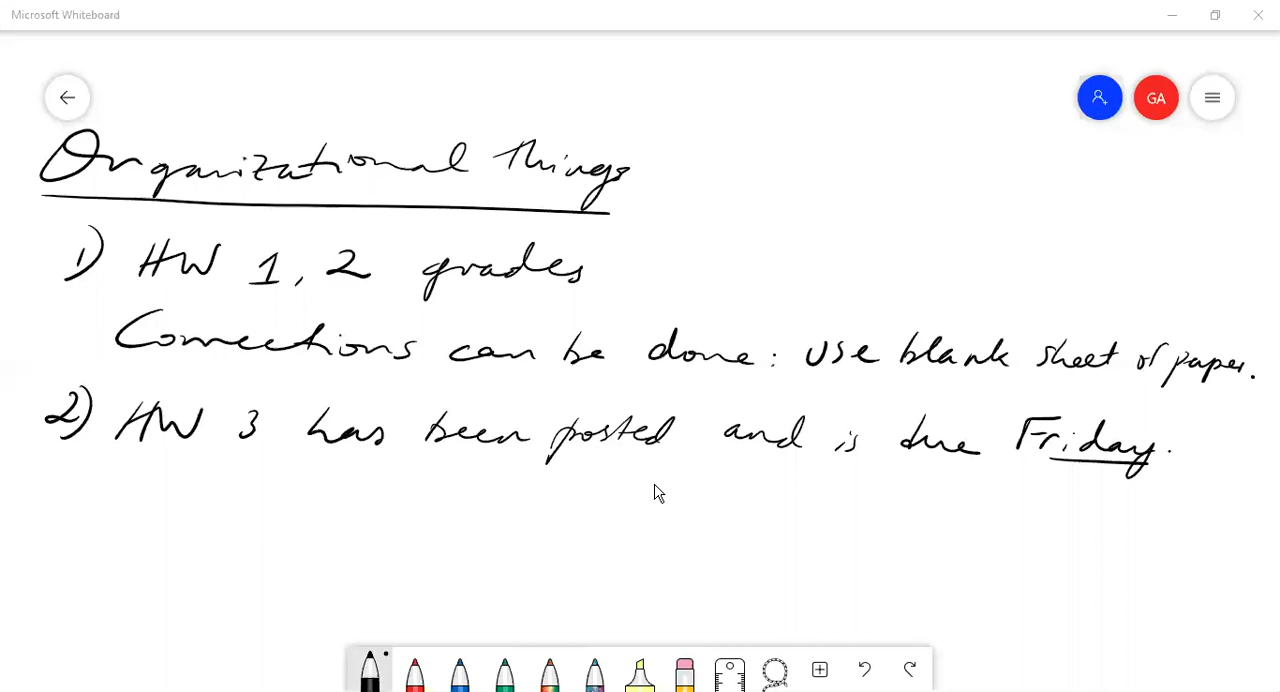 Microsoft Whiteboard
GA
Organizational Things
1) HW 1, 2 grades
Corrections can be done: use blank sheet of paper.
2) HW 3 has been posted and is due Friday.